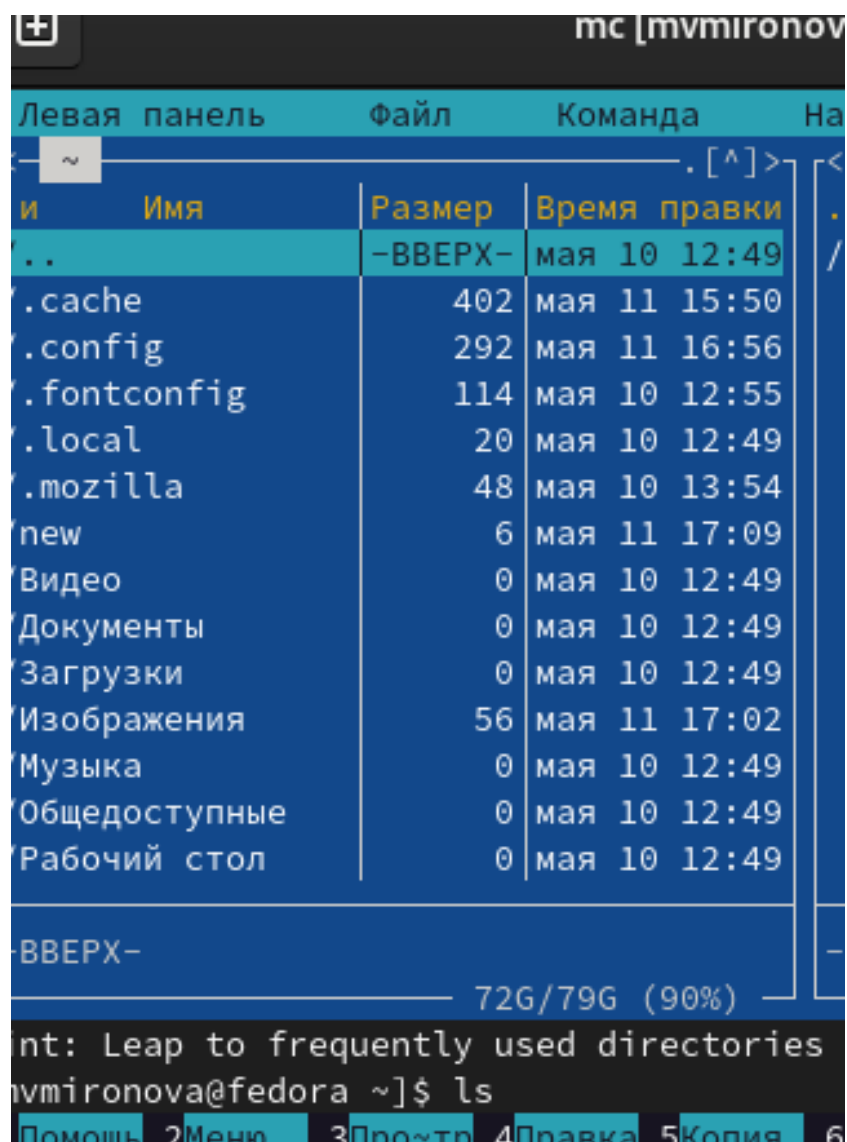 mc [mvmironov
Левая панель Файл Команда На
<- ~ .[^]>
и Имя Размер Время правки .
/.. -ВВЕРХ- мая 10 12:49 /
/.cache 402 мая 11 15:50
/.config 292 мая 11 16:56
/.fontconfig 114 мая 10 12:55
/.local 20 мая 10 12:49
/.mozilla 48 мая 10 13:54
/new 6 мая 11 17:09
/Видео 0 мая 10 12:49
/Документы 0 мая 10 12:49
/Загрузки 0 мая 10 12:49
/Изображения 56 мая 11 17:02
/Музыка 0 мая 10 12:49
/Общедоступные 0 мая 10 12:49
/Рабочий стол 0 мая 10 12:49
-ВВЕРХ-
72G/79G (90%)
int: Leap to frequently used directories
mvmironova@fedora ~]$ ls
Помощь 2Меню 3Про~тр 4Правка 5Копия 6